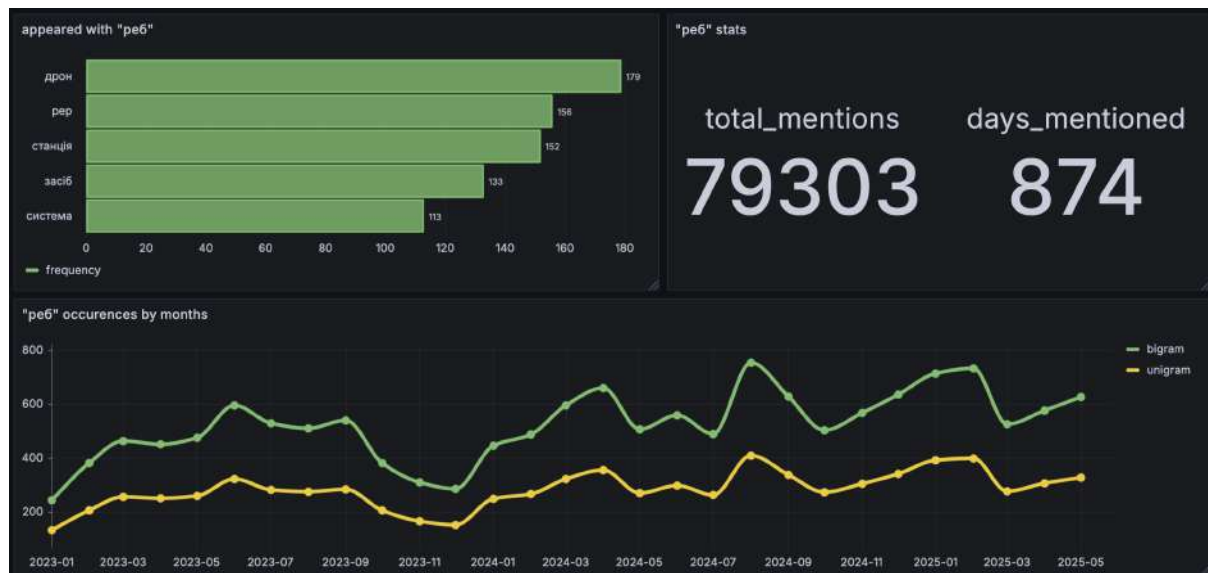 appeared with "реб"
дрон
179
рер
156
станція
152
засіб
133
система
113
0 20 40 60 80 100 120 140 160 180
frequency
"реб" stats
total_mentions days_mentioned
79303 874
"реб" occurences by months
800
600
400
200
2023-01 2023-03 2023-05 2023-07 2023-09 2023-11 2024-01 2024-03 2024-05 2024-07 2024-09 2024-11 2025-01 2025-03 2025-05
bigram
unigram